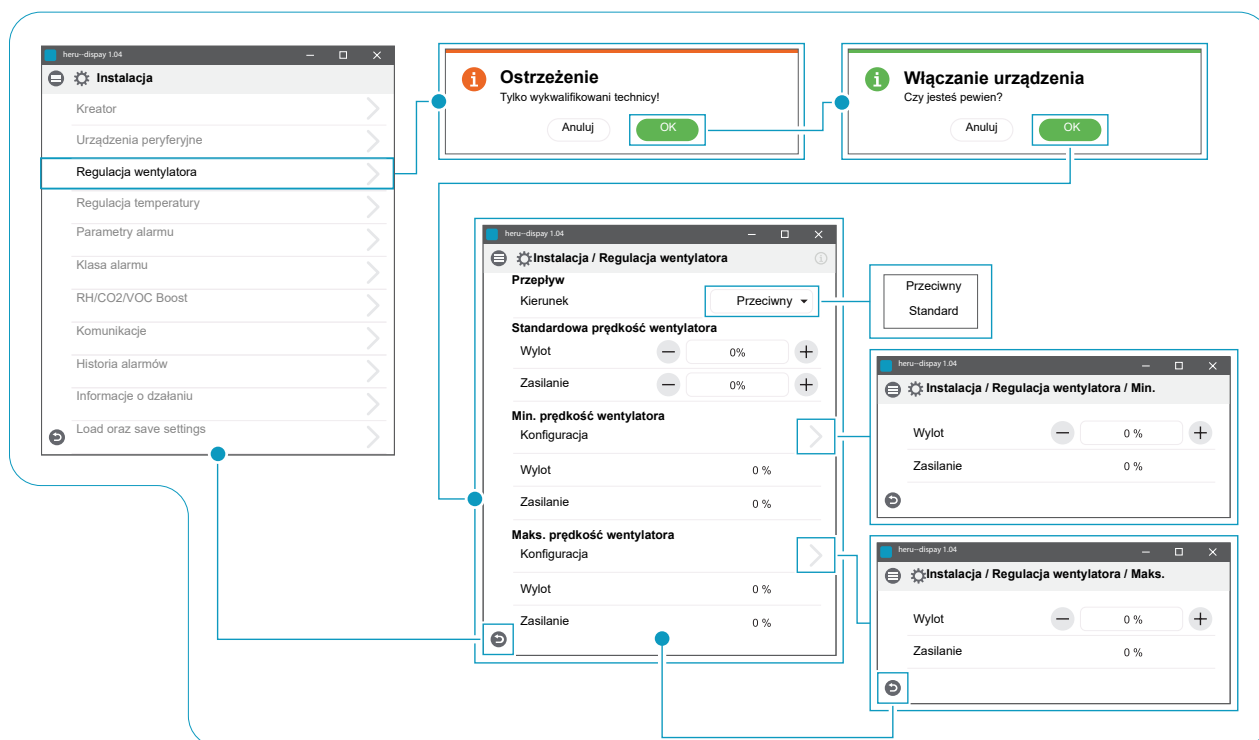 heru--dispay 1.04
Instalacja
Kreator
Urządzenia peryferyjne
Regulacja wentylatora
Regulacja temperatury
Parametry alarmu
Klasa alarmu
RH/CO2/VOC Boost
Komunikacje
Historia alarmów
Informacje o dzałaniu
Load oraz save settings
Ostrzeżenie
Tylko wykwalifikowani technicy!
Anuluj OK
Włączanie urządzenia
Czy jesteś pewien?
Anuluj OK
heru--dispay 1.04
Instalacja / Regulacja wentylatora
Przepływ
Kierunek Przeciwny
Standardowa prędkość wentylatora
Wylot 0%
Zasilanie 0%
Min. prędkość wentylatora
Konfiguracja
Wylot 0 %
Zasilanie 0 %
Maks. prędkość wentylatora
Konfiguracja
Wylot 0 %
Zasilanie 0 %
Przeciwny
Standard
heru--dispay 1.04
Instalacja / Regulacja wentylatora / Min.
Wylot 0 %
Zasilanie 0 %
heru--dispay 1.04
Instalacja / Regulacja wentylatora / Maks.
Wylot 0 %
Zasilanie 0 %